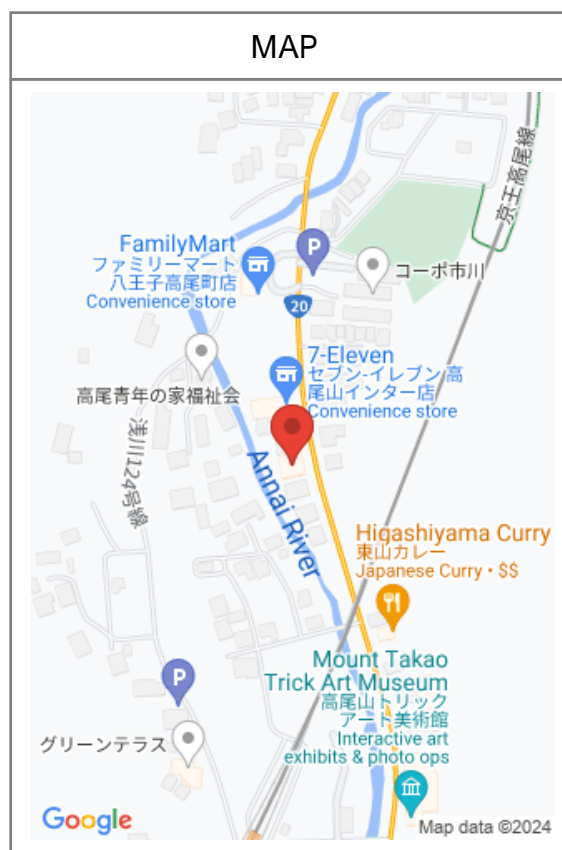 MAP
京王高尾線
FamilyMart
ファミリーマート
八王子高尾町店
Convenience store
P
コーポ市川
20
7-Eleven
セブン-イレブン 高
尾山インター店
Convenience store
高尾青年の家福祉会
浅川124号線
Annai River
Higashiyama Curry
東山カレー
Japanese Curry • $$
Mount Takao
Trick Art Museum
高尾山トリック
アート美術館
Interactive art
exhibits & photo ops
P
グリーンテラス
Google
Map data ©2024